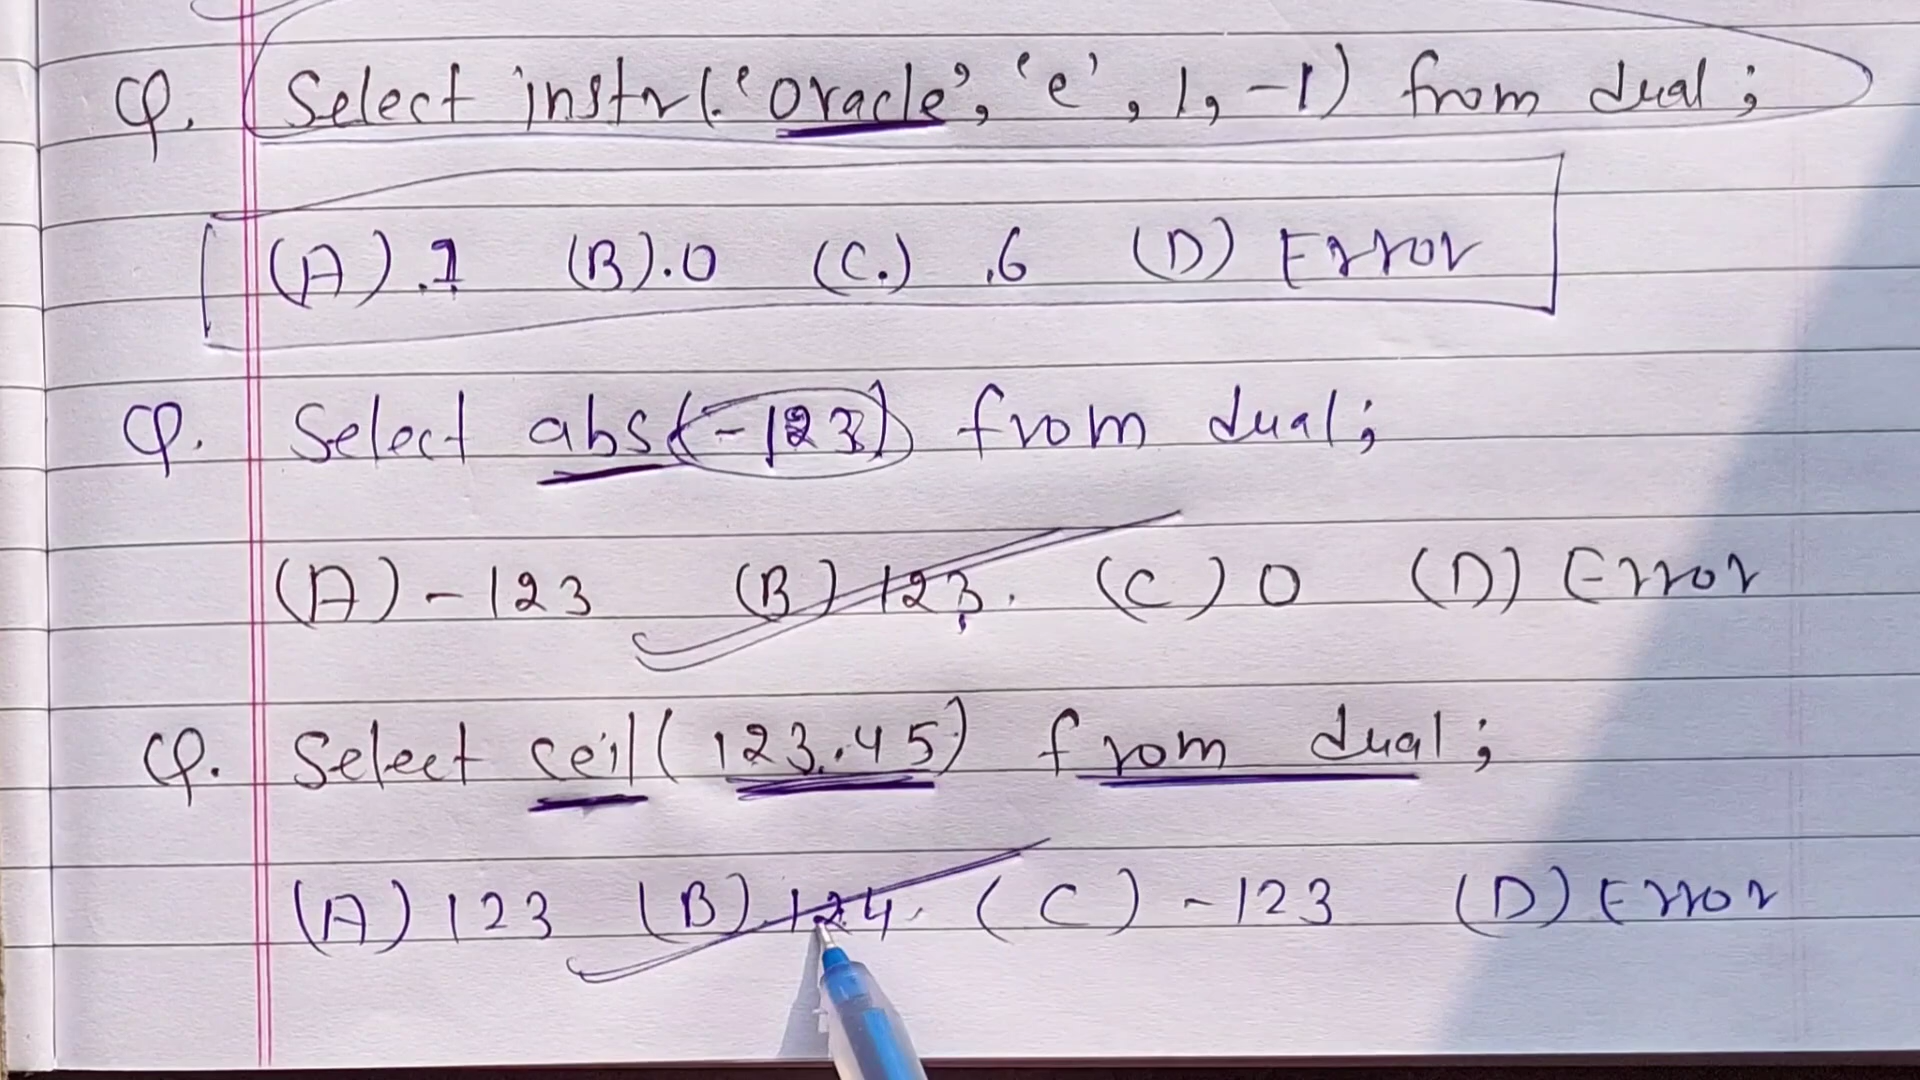 Q. Select instr('oracle', 'e', 1, -1) from dual;
(A).1 (B).0 (C.) .6 (D) Error
Q. Select abs(-123) from dual;
(A) -123 (B) 123. (C) 0 (D) Error
Q. Select ceil(123.45) from dual;
(A) 123 (B) 124. (C) -123 (D) Error